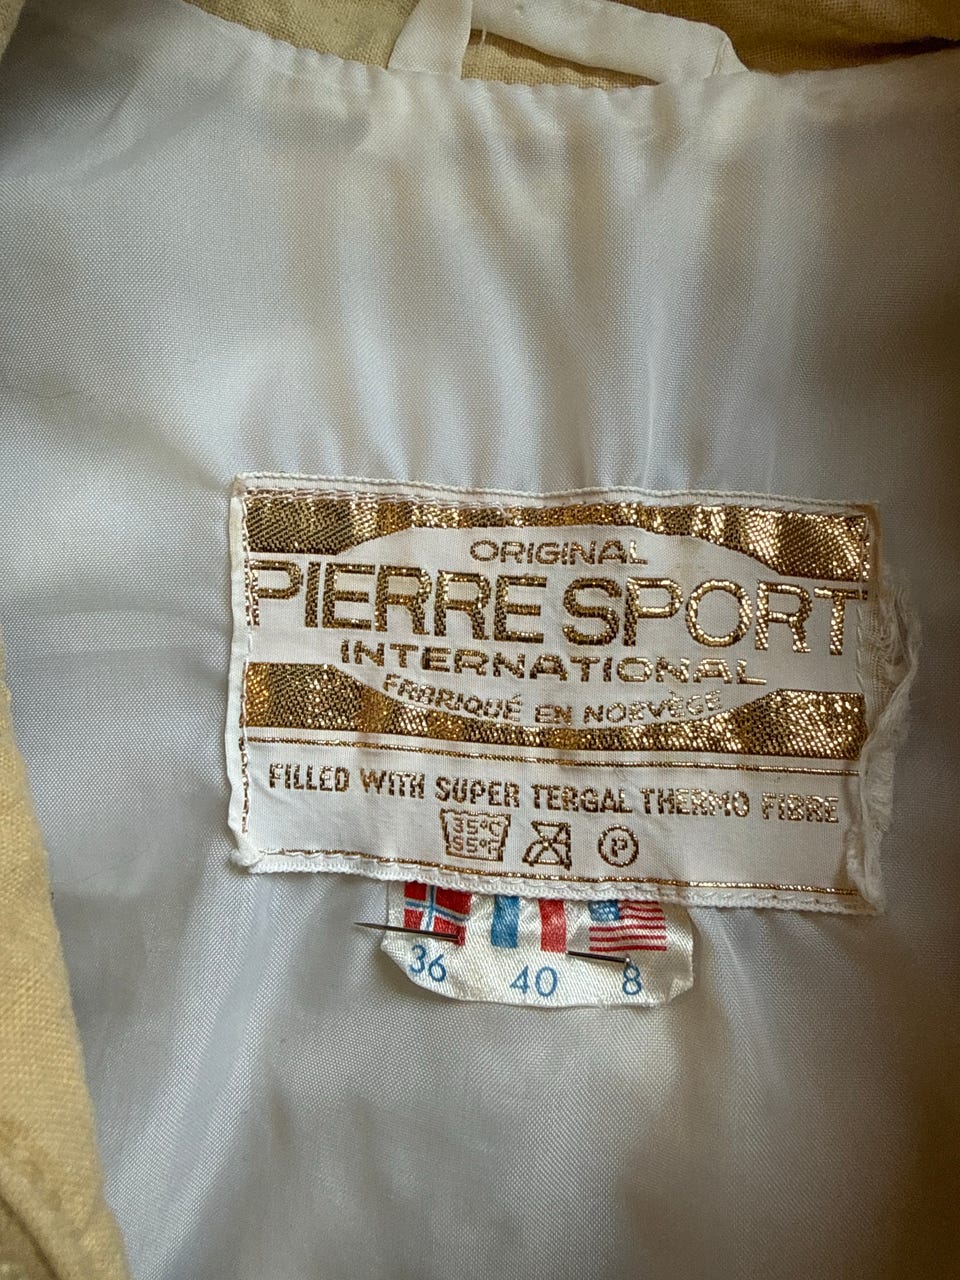 ORIGINAL
PIERRE SPORT
INTERNATIONAL
FABRIQUÉ EN NORVÈGE
FILLED WITH SUPER TERGAL THERMO FIBRE
35°C
95°F
P
36 40 8